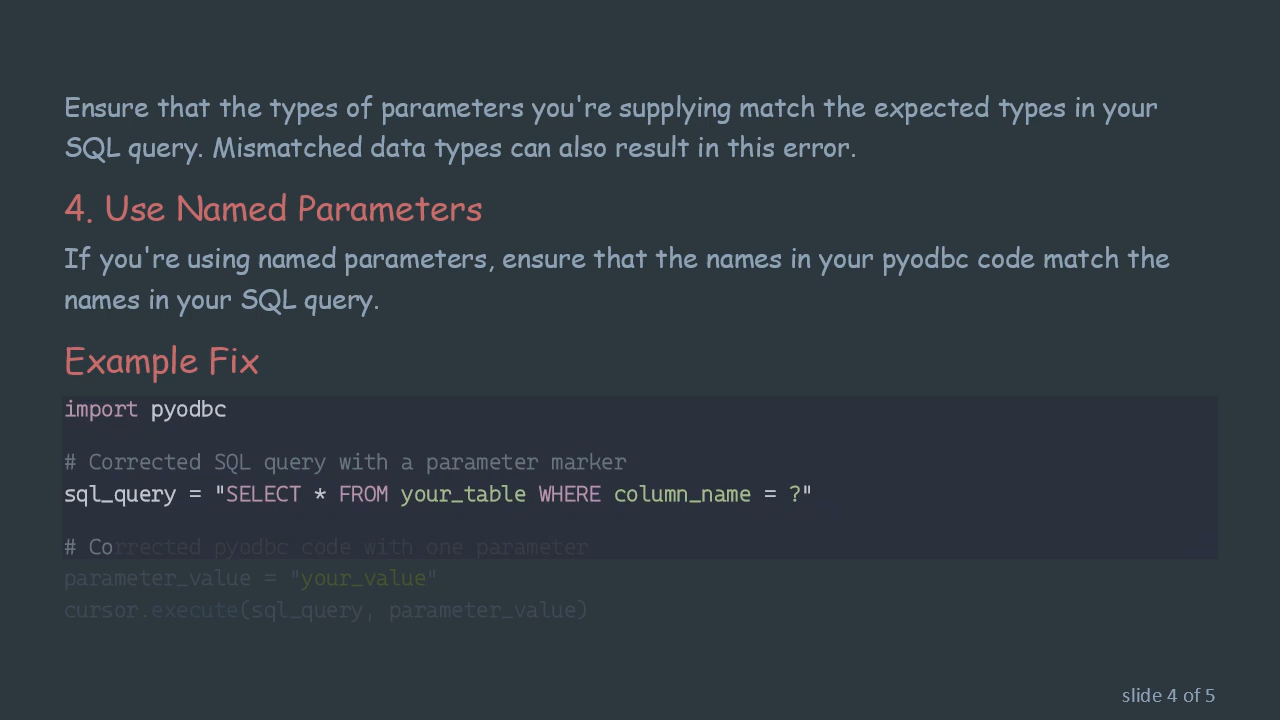 Ensure that the types of parameters you're supplying match the expected types in your
SQL query. Mismatched data types can also result in this error.
4. Use Named Parameters
If you're using named parameters, ensure that the names in your pyodbc code match the
names in your SQL query.
Example Fix
import pyodbc
# Corrected SQL query with a parameter marker
sql_query = "SELECT * FROM your_table WHERE column_name = ?"
# Corrected pyodbc code with one parameter
parameter_value = "your_value"
cursor.execute(sql_query, parameter_value)
slide 4 of 5